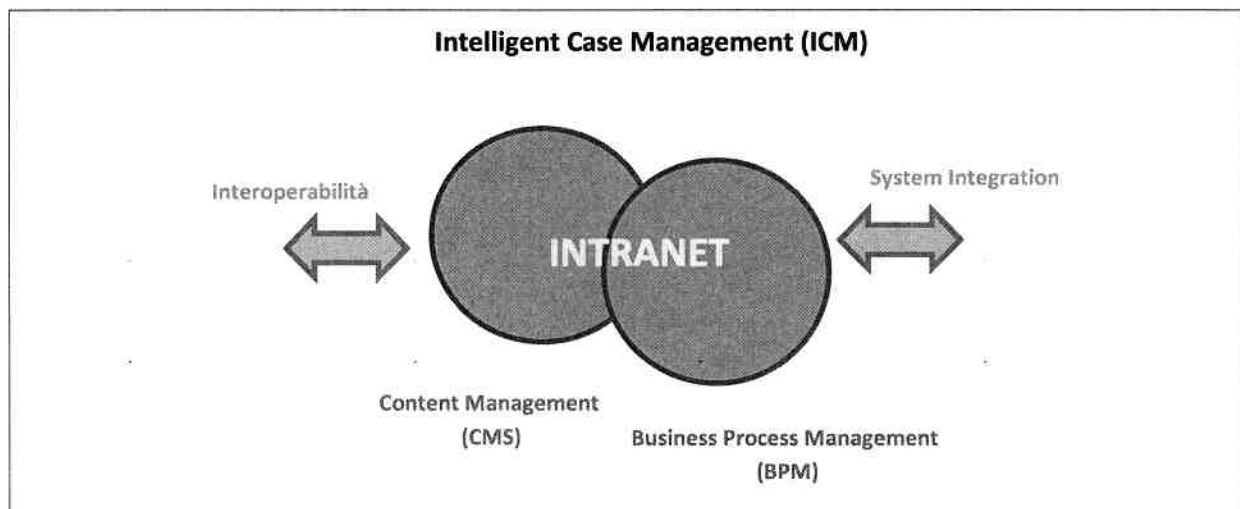 Intelligent Case Management (ICM)
Interoperabilità
System Integration
INTRANET
Content Management
(CMS)
Business Process Management
(BPM)